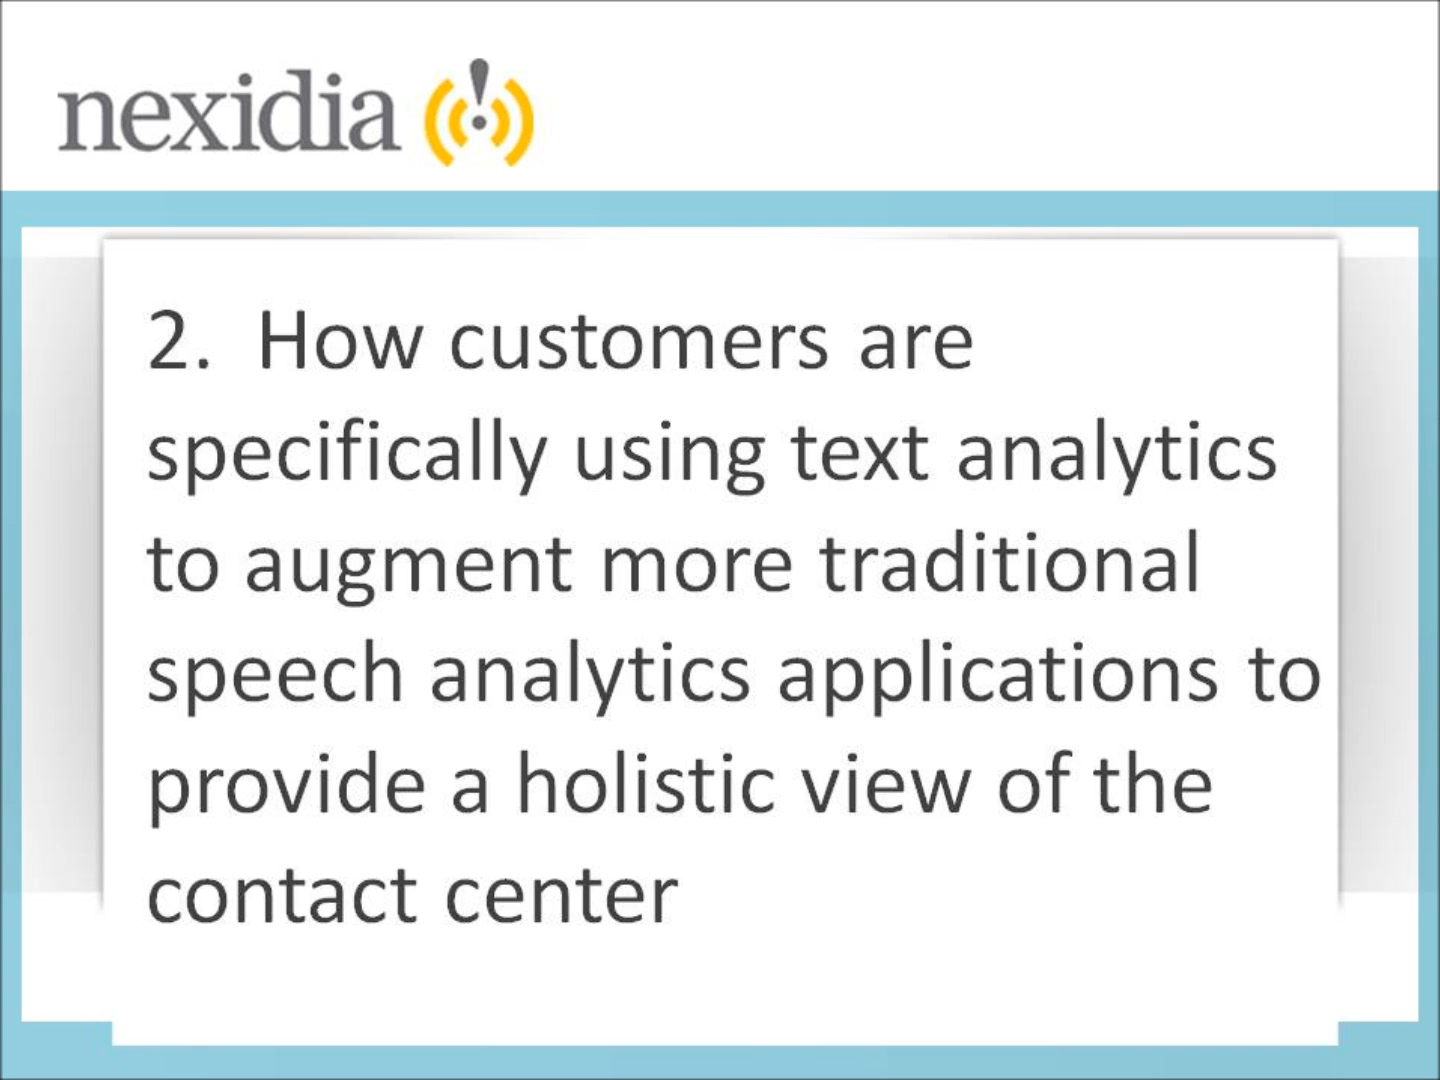 nexidia
2. How customers are
specifically using text analytics
to augment more traditional
speech analytics applications to
provide a holistic view of the
contact center